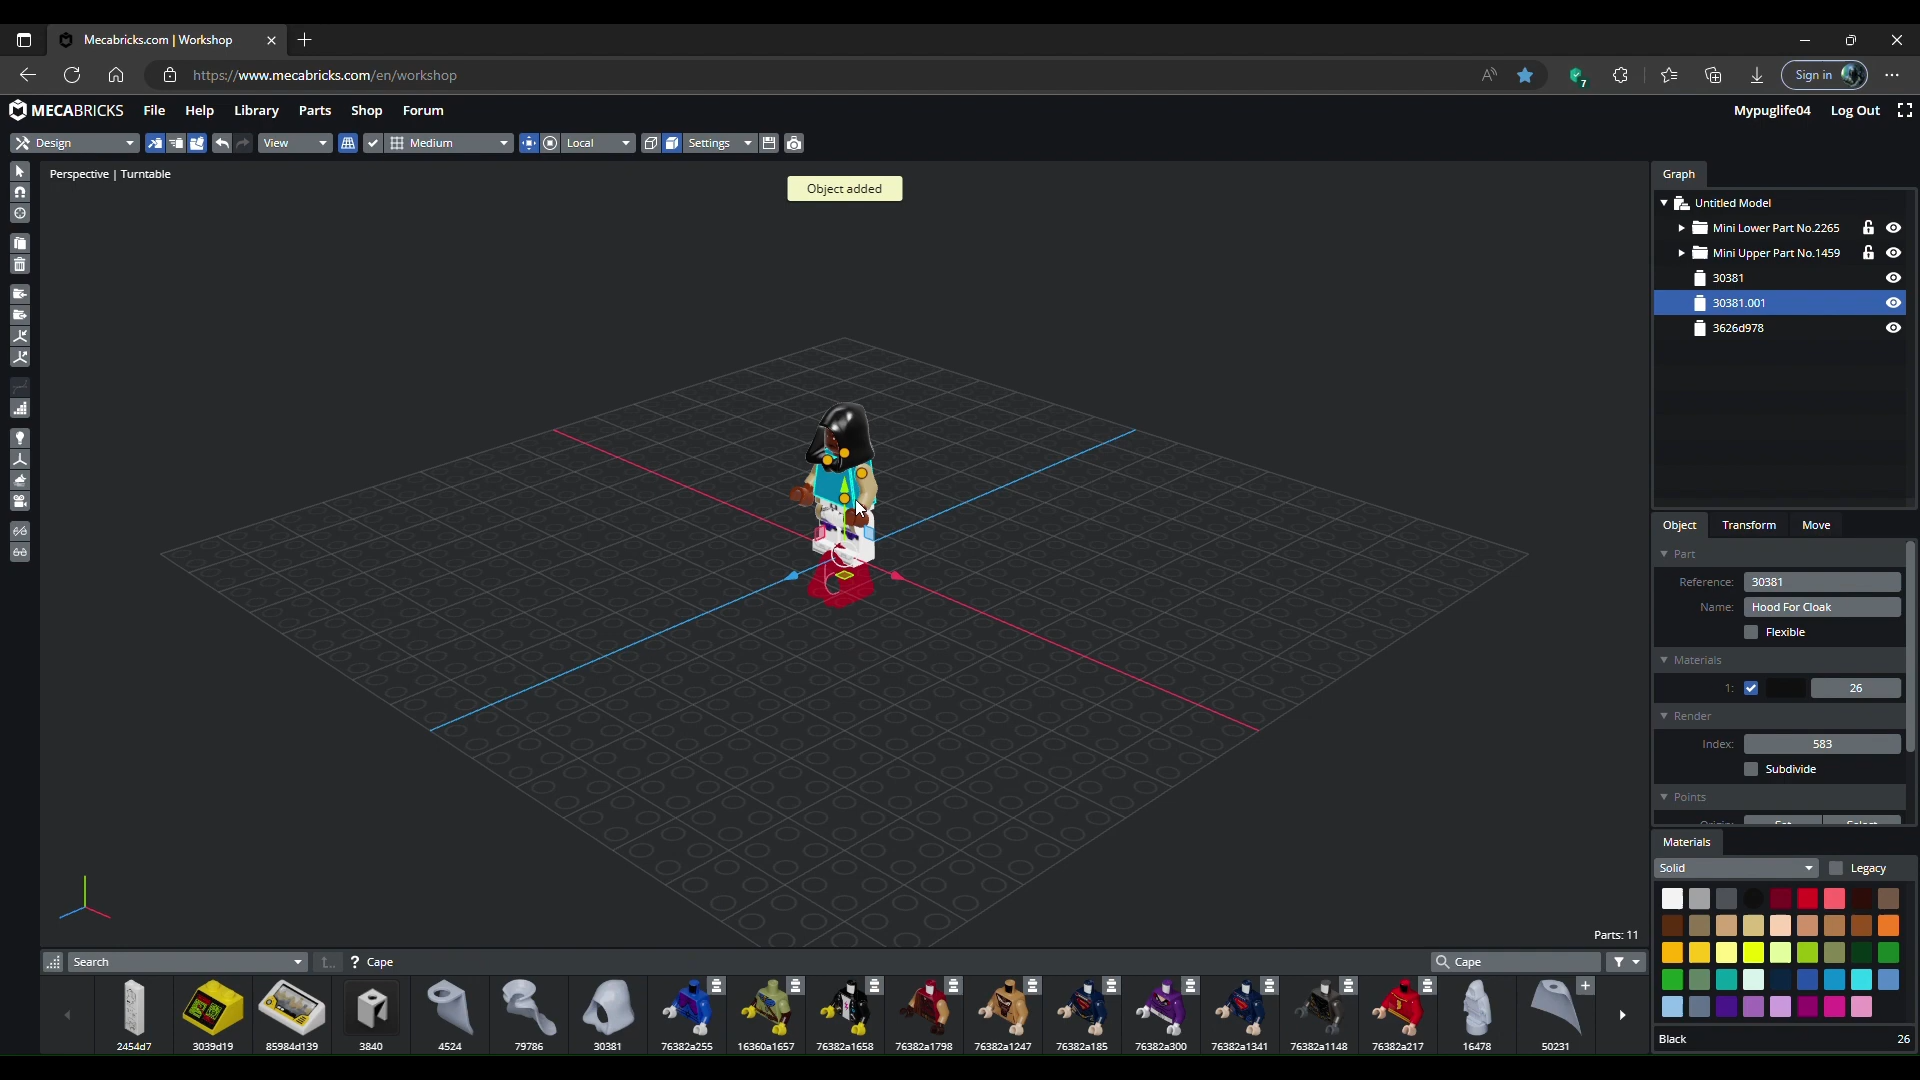 Mecabricks.com | Workshop
https://www.mecabricks.com/en/workshop
7
Sign in
MECABRICKS
File
Help
Library
Parts
Shop
Forum
Mypuglife04
Log Out
Design
View
Medium
Local
Settings
Perspective | Turntable
Object added
Graph
Untitled Model
Mini Lower Part No.2265
Mini Upper Part No.1459
30381
30381.001
3626d978
Object
Transform
Move
Part
Reference: 30381
Name: Hood For Cloak
Flexible
Materials
1: 26
Render
Index: 583
Subdivide
Points
Materials
Solid
Legacy
Black 26
Parts: 11
Search
? Cape
Cape
2454d7
3039d19
85984d139
3840
4524
79786
30381
76382a255
16360a1657
76382a1658
76382a1798
76382a1247
76382a185
76382a300
76382a1341
76382a1148
76382a217
16478
50231